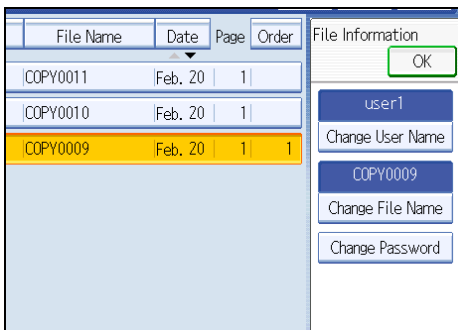 File Name Date Page Order
COPY0011 Feb. 20 1
COPY0010 Feb. 20 1
COPY0009 Feb. 20 1 1
File Information
OK
user1
Change User Name
COPY0009
Change File Name
Change Password